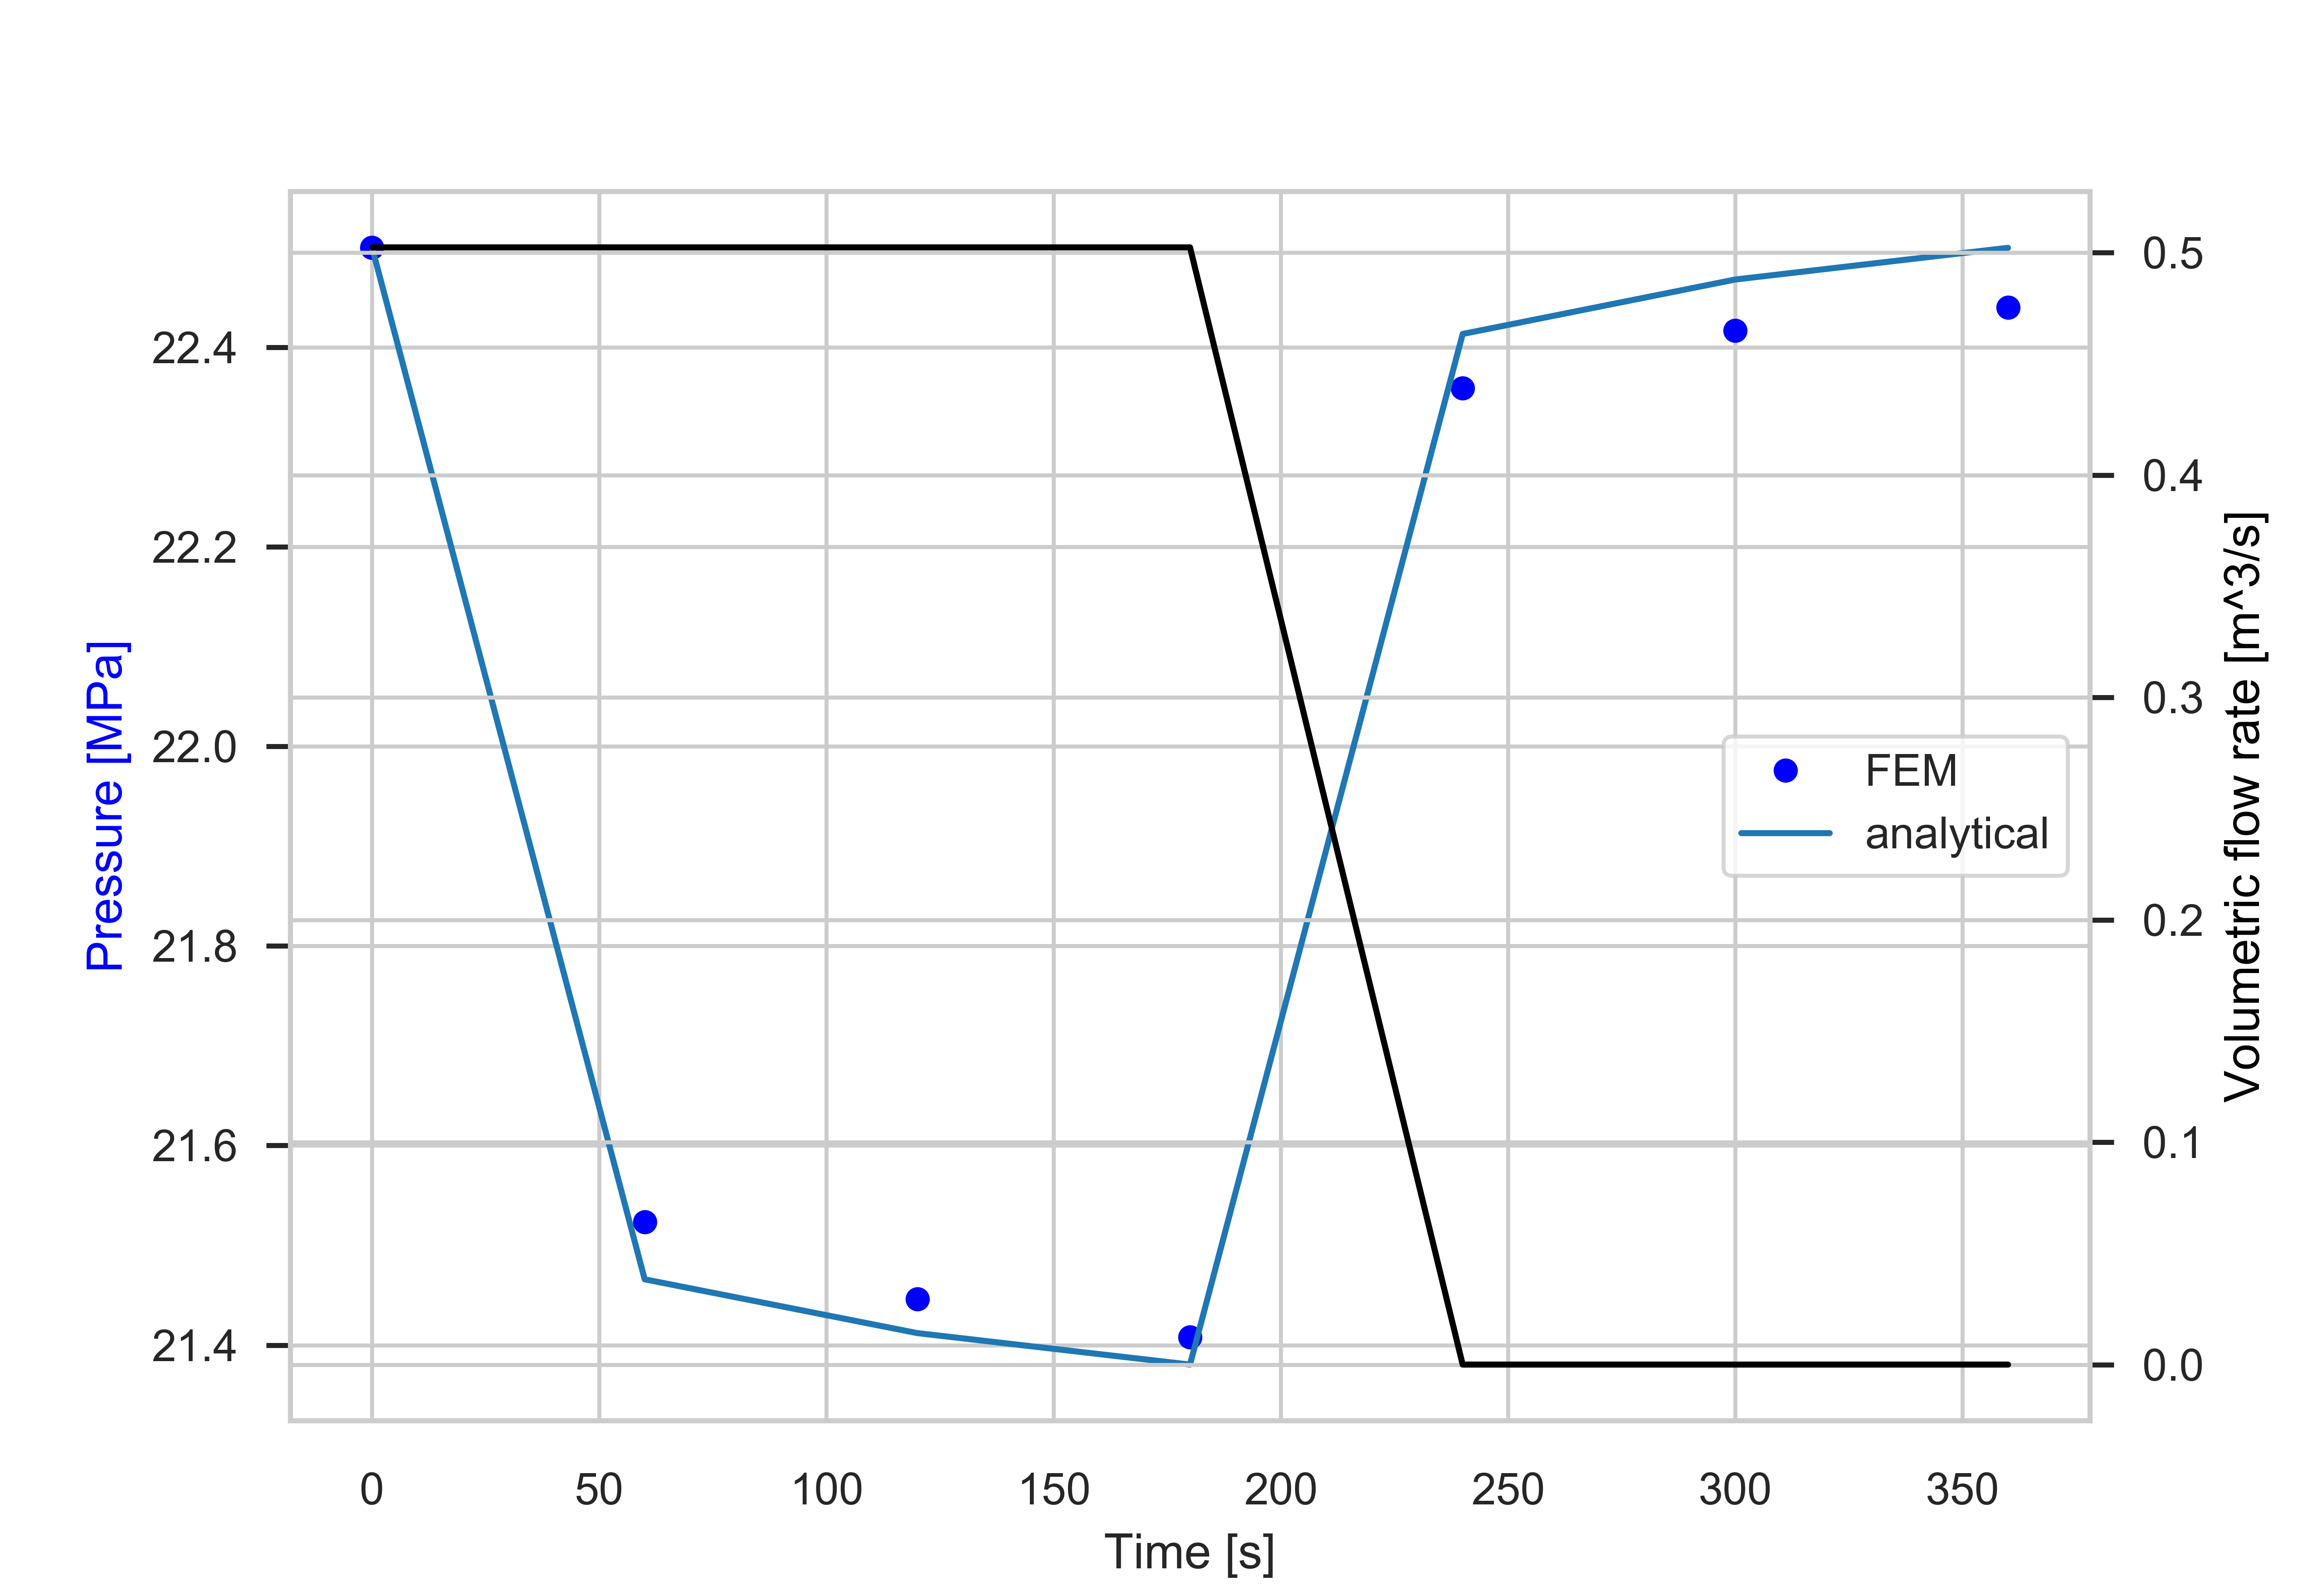 22.4
22.2
22.0
21.8
21.6
21.4
Pressure [MPa]
0.5
0.4
0.3
0.2
0.1
0.0
Volumetric flow rate [m^3/s]
FEM
analytical
0 50 100 150 200 250 300 350
Time [s]